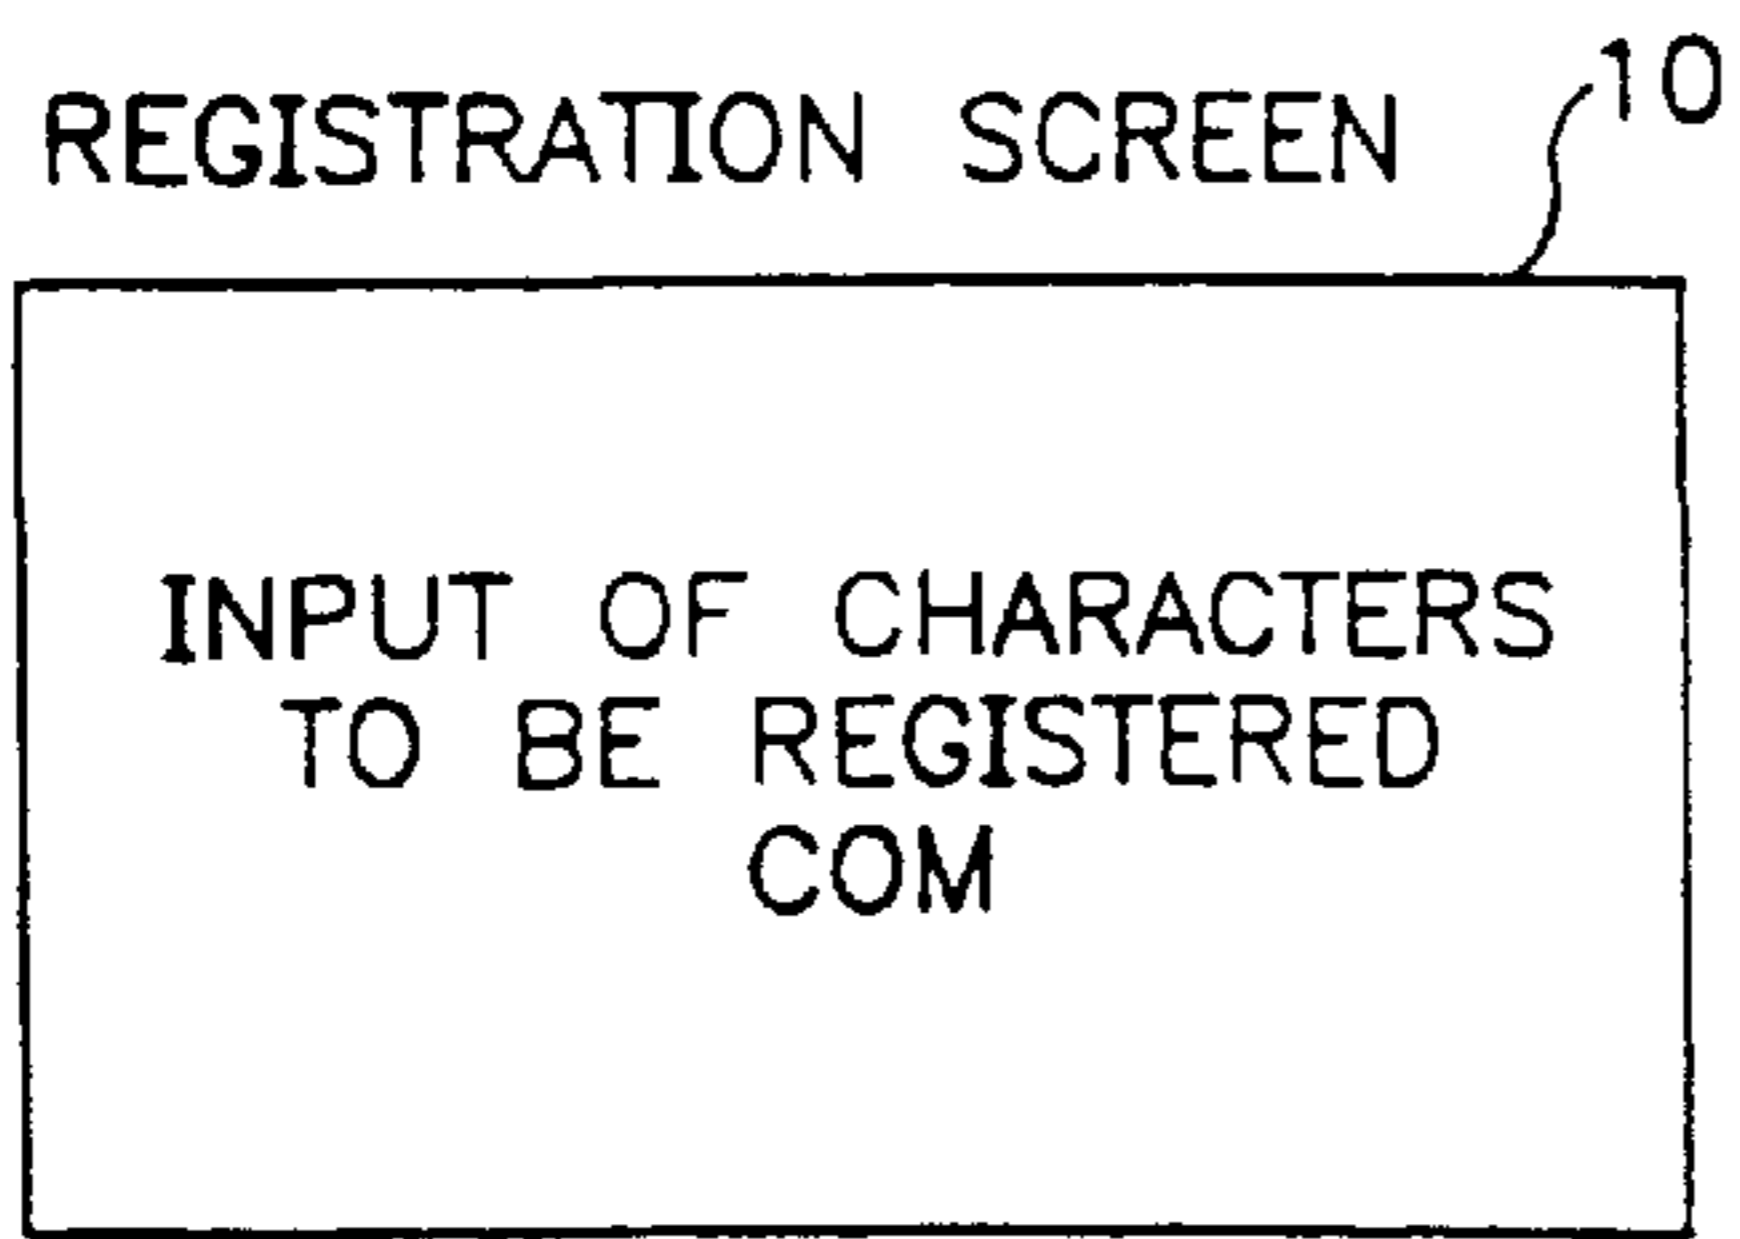 10
REGISTRATION SCREEN
INPUT OF CHARACTERS
TO BE REGISTERED
COM